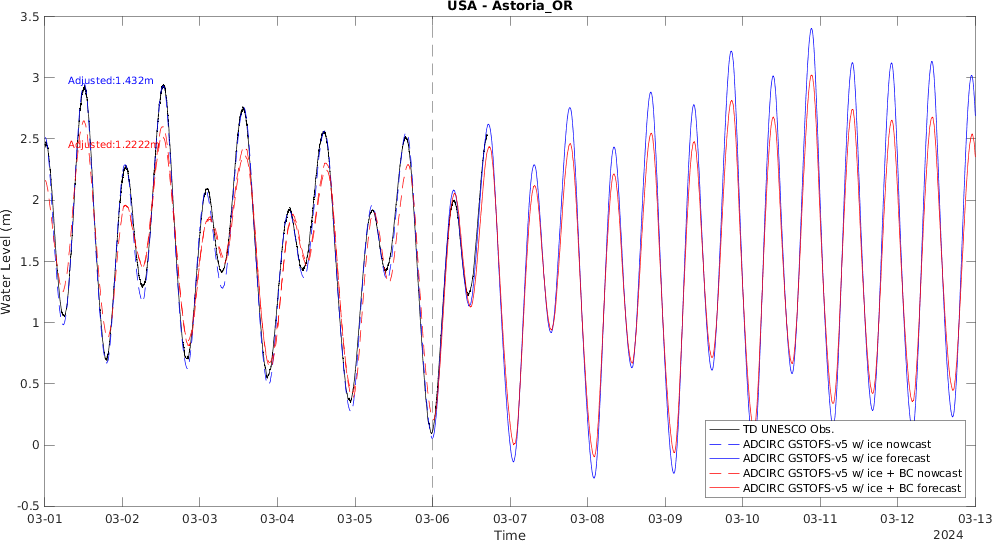 USA - Astoria_OR
3.5
3
2.5
2
1.5
1
0.5
0
-0.5
Water Level (m)
Adjusted:1.432m
Adjusted:1.2222m
TD UNESCO Obs.
ADCIRC GSTOFS-v5 w/ ice nowcast
ADCIRC GSTOFS-v5 w/ ice forecast
ADCIRC GSTOFS-v5 w/ ice + BC nowcast
ADCIRC GSTOFS-v5 w/ ice + BC forecast
03-01 03-02 03-03 03-04 03-05 03-06 03-07 03-08 03-09 03-10 03-11 03-12 03-13
Time
2024